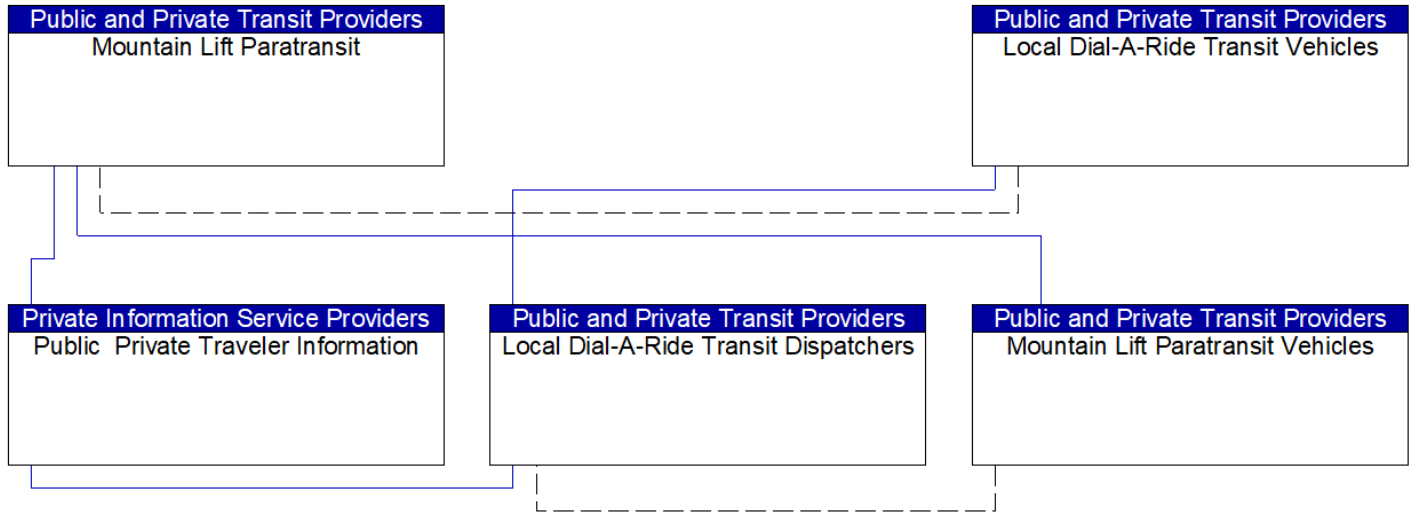 Public and Private Transit Providers
Mountain Lift Paratransit
Public and Private Transit Providers
Local Dial-A-Ride Transit Vehicles
Private Information Service Providers
Public  Private Traveler Information
Public and Private Transit Providers
Local Dial-A-Ride Transit Dispatchers
Public and Private Transit Providers
Mountain Lift Paratransit Vehicles